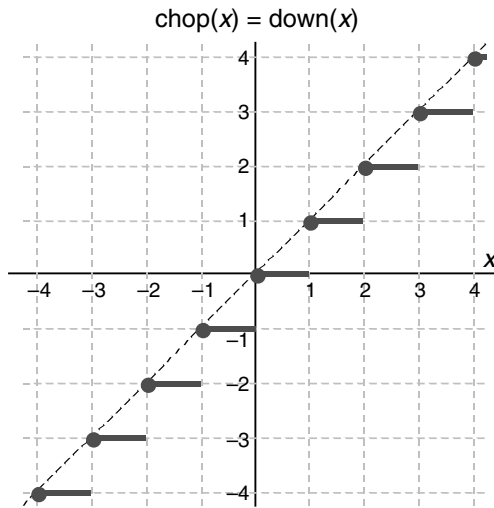 chop(x) = down(x)
4
3
2
1
x
–4 –3 –2 –1 1 2 3 4
–1
–2
–3
–4